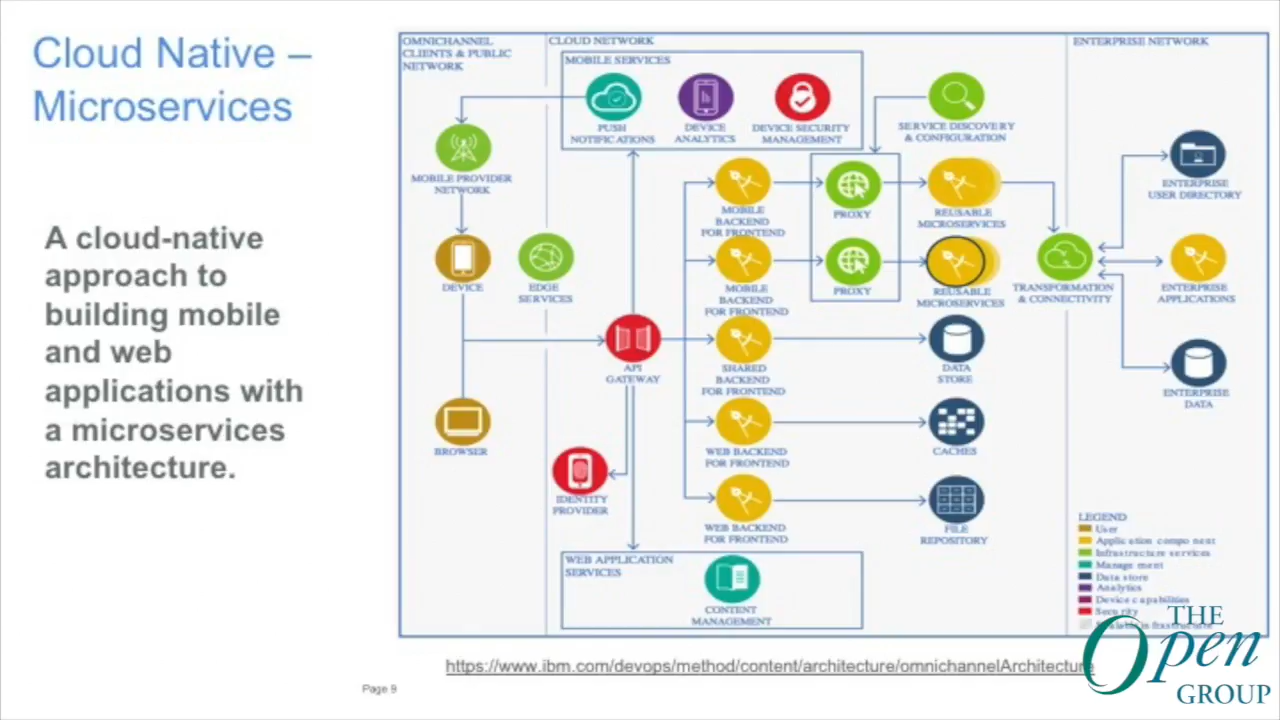 Cloud Native –
Microservices
A cloud-native
approach to
building mobile
and web
applications with
a microservices
architecture.
OMNICHANNEL
CLIENTS & PUBLIC
NETWORK
CLOUD NETWORK
ENTERPRISE NETWORK
MOBILE SERVICES
PUSH
NOTIFICATIONS
DEVICE
ANALYTICS
DEVICE SECURITY
MANAGEMENT
SERVICE DISCOVERY
& CONFIGURATION
MOBILE PROVIDER
NETWORK
MOBILE
BACKEND
FOR FRONTEND
PROXY
REUSABLE
MICROSERVICES
ENTERPRISE
USER DIRECTORY
DEVICE
EDGE
SERVICES
MOBILE
BACKEND
FOR FRONTEND
PROXY
REUSABLE
MICROSERVICES
TRANSFORMATION
& CONNECTIVITY
ENTERPRISE
APPLICATIONS
API
GATEWAY
SHARED
BACKEND
FOR FRONTEND
DATA
STORE
ENTERPRISE
DATA
BROWSER
WEB BACKEND
FOR FRONTEND
CACHES
IDENTITY
PROVIDER
WEB BACKEND
FOR FRONTEND
FILE
REPOSITORY
WEB APPLICATION
SERVICES
CONTENT
MANAGEMENT
LEGEND
User
Application component
Infrastructure services
Management
Data store
Analytics
Device capabilities
Security
https://www.ibm.com/devops/method/content/architecture/omnichannelArchitecture
Page 9
THE
Open
GROUP